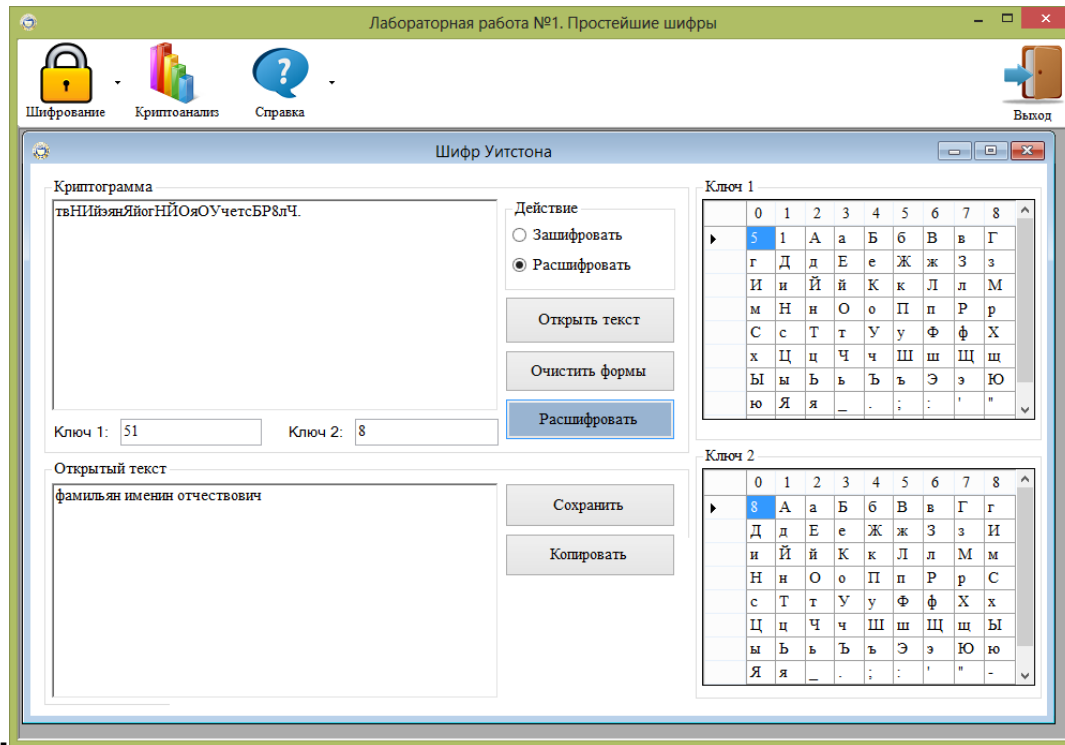 Лабораторная работа №1. Простейшие шифры
Шифрование
Криптоанализ
Справка
Выход
Шифр Уитстона
Криптограмма
твНИйэянЯйогНЙОяОУчетсБР8лЧ.
Ключ 1: 51 Ключ 2: 8
Действие
Зашифровать
Расшифровать
Открыть текст
Очистить формы
Расшифровать
Ключ 1
0 1 2 3 4 5 6 7 8
5 1 А а Б б В в Г
г Д д Е е Ж ж З з
И и Й й К к Л л М
м Н н О о П п Р р
С с Т т У у Ф ф Х
х Ц ц Ч ч Ш ш Щ щ
Ы ы Ь ь Ъ ъ Э э Ю
ю Я я _ . ; : ' "
Открытый текст
фамильян именин отчествович
Сохранить
Копировать
Ключ 2
0 1 2 3 4 5 6 7 8
8 А а Б б В в Г г
Д д Е е Ж ж З з И
и Й й К к Л л М м
Н н О о П п Р р С
с Т т У у Ф ф Х х
Ц ц Ч ч Ш ш Щ щ Ы
ы Ь ь Ъ ъ Э э Ю ю
Я я _ . ; : ' " -